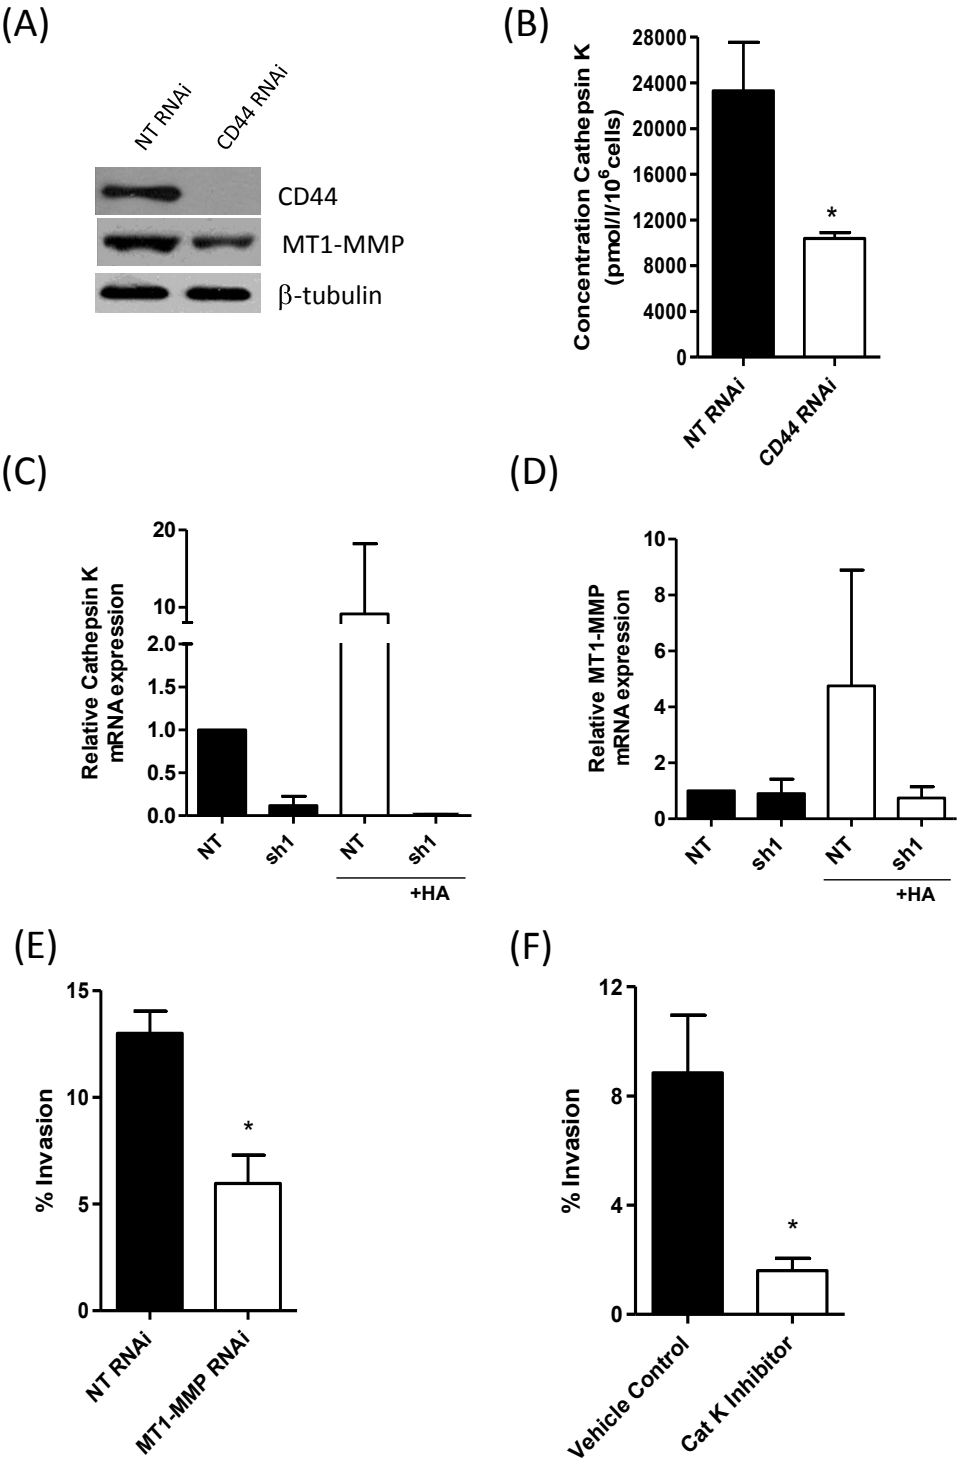 (A)
NT RNAi
CD44 RNAi
CD44
MT1-MMP
β-tubulin
(B)
Concentration Cathepsin K
(pmol/l/10⁶cells)
28000
24000
20000
16000
12000
8000
4000
0
*
NT RNAi
CD44 RNAi
(C)
Relative Cathepsin K
mRNA expression
20
10
2.0
1.5
1.0
0.5
0.0
NT
sh1
NT
sh1
+HA
(D)
Relative MT1-MMP
mRNA expression
10
8
6
4
2
0
NT
sh1
NT
sh1
+HA
(E)
% Invasion
15
10
5
0
*
NT RNAi
MT1-MMP RNAi
(F)
% Invasion
12
8
4
0
*
Vehicle Control
Cat K Inhibitor